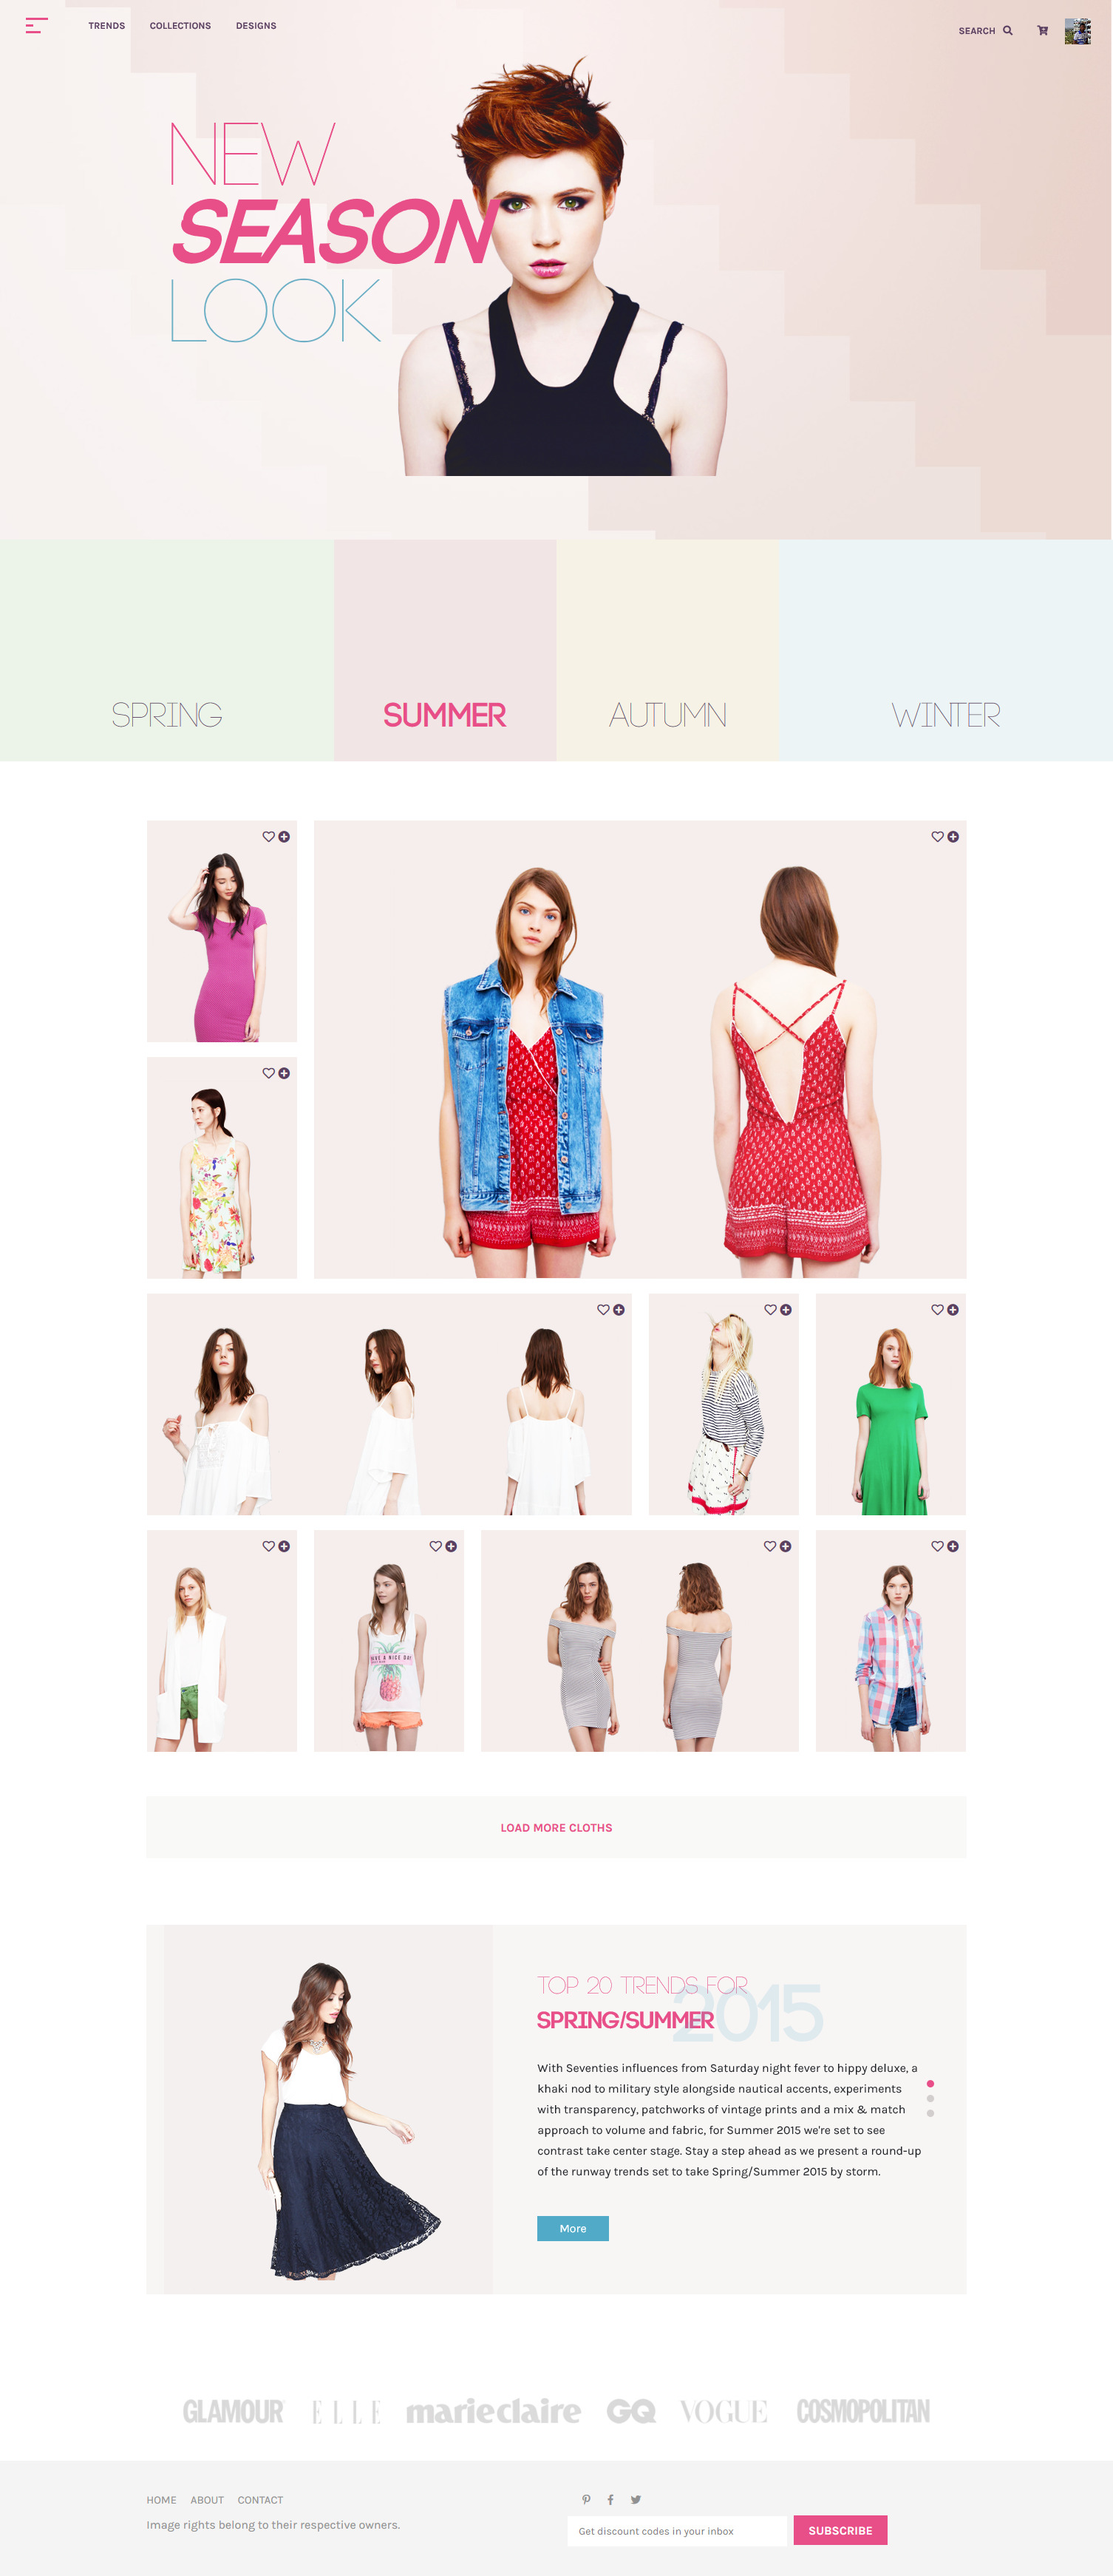 TRENDS COLLECTIONS DESIGNS SEARCH
NEW
SEASON
LOOK
SPRING SUMMER AUTUMN WINTER
A NICE DAY
LOAD MORE CLOTHS
TOP 20 TRENDS FOR
2015
SPRING/SUMMER
With Seventies influences from Saturday night fever to hippy deluxe, a
khaki nod to military style alongside nautical accents, experiments
with transparency, patchworks of vintage prints and a mix & match
approach to volume and fabric, for Summer 2015 we're set to see
contrast take center stage. Stay a step ahead as we present a round-up
of the runway trends set to take Spring/Summer 2015 by storm.
More
GLAMOUR ELLE marie claire GQ VOGUE COSMOPOLITAN
HOME ABOUT CONTACT
Image rights belong to their respective owners.
Get discount codes in your inbox SUBSCRIBE